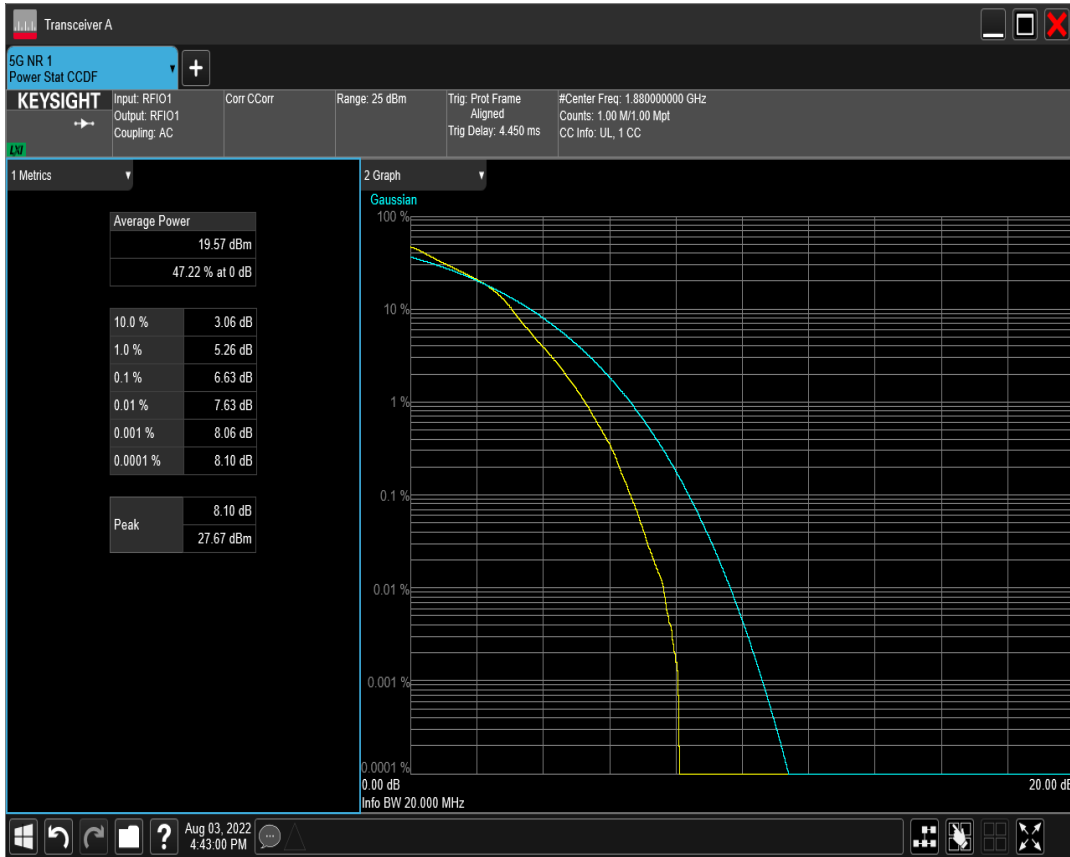 Transceiver A
5G NR 1
Power Stat CCDF
KEYSIGHT
LXI
Input: RFIO1
Output: RFIO1
Coupling: AC
Corr CCorr
Range: 25 dBm
Trig: Prot Frame
Aligned
Trig Delay: 4.450 ms
#Center Freq: 1.880000000 GHz
Counts: 1.00 M/1.00 Mpt
CC Info: UL, 1 CC
1 Metrics
Average Power
19.57 dBm
47.22 % at 0 dB
10.0 % 3.06 dB
1.0 % 5.26 dB
0.1 % 6.63 dB
0.01 % 7.63 dB
0.001 % 8.06 dB
0.0001 % 8.10 dB
Peak 8.10 dB
27.67 dBm
2 Graph
Gaussian
100 %
10 %
1 %
0.1 %
0.01 %
0.001 %
0.0001 %
0.00 dB 20.00 dB
Info BW 20.000 MHz
Aug 03, 2022
4:43:00 PM